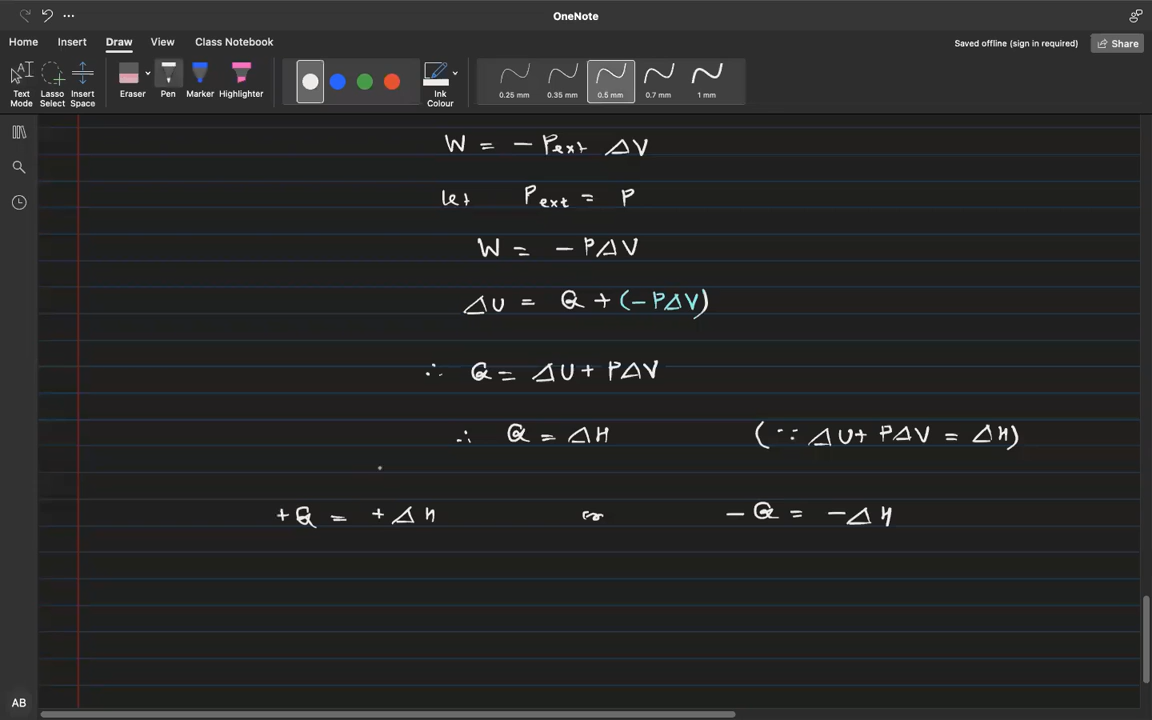 OneNote
Home Insert Draw View Class Notebook
Saved offline (sign in required) Share
Text Mode Lasso Select Insert Space Eraser Pen Marker Highlighter Ink Colour 0.25 mm 0.35 mm 0.5 mm 0.7 mm 1 mm
W = - Pext ΔV
let Pext = P
W = - PΔV
ΔU = Q + (- PΔV)
∴ Q = ΔU + PΔV
∴ Q = ΔH (∵ ΔU + PΔV = ΔH)
+Q = + ΔH or - Q = - ΔH
AB